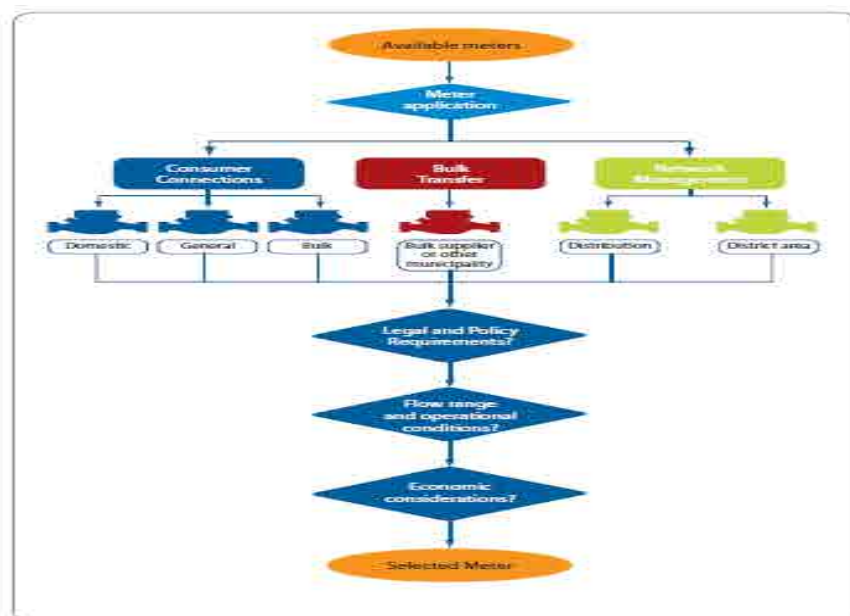 Available meters
Meter
application
Consumer
Connections
Bulk
Transfer
Network
Management
Domestic
General
Bulk
Bulk supplier
or other
municipality
Distribution
District area
Legal and Policy
Requirements?
Flow range
and operational
conditions?
Economic
considerations?
Selected Meter